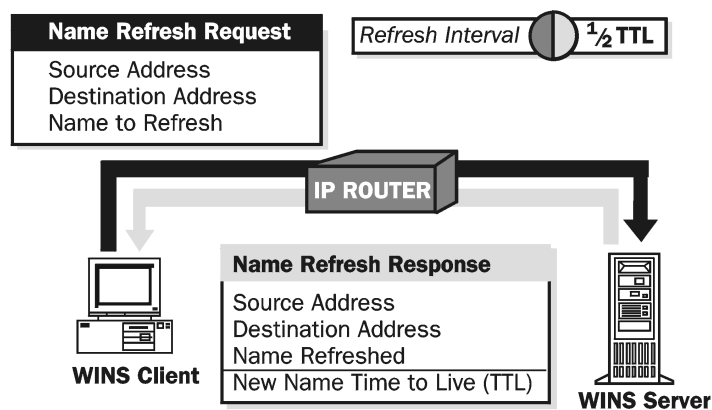 Name Refresh Request
Source Address
Destination Address
Name to Refresh
Refresh Interval ½ TTL
IP ROUTER
Name Refresh Response
Source Address
Destination Address
Name Refreshed
New Name Time to Live (TTL)
WINS Client
WINS Server